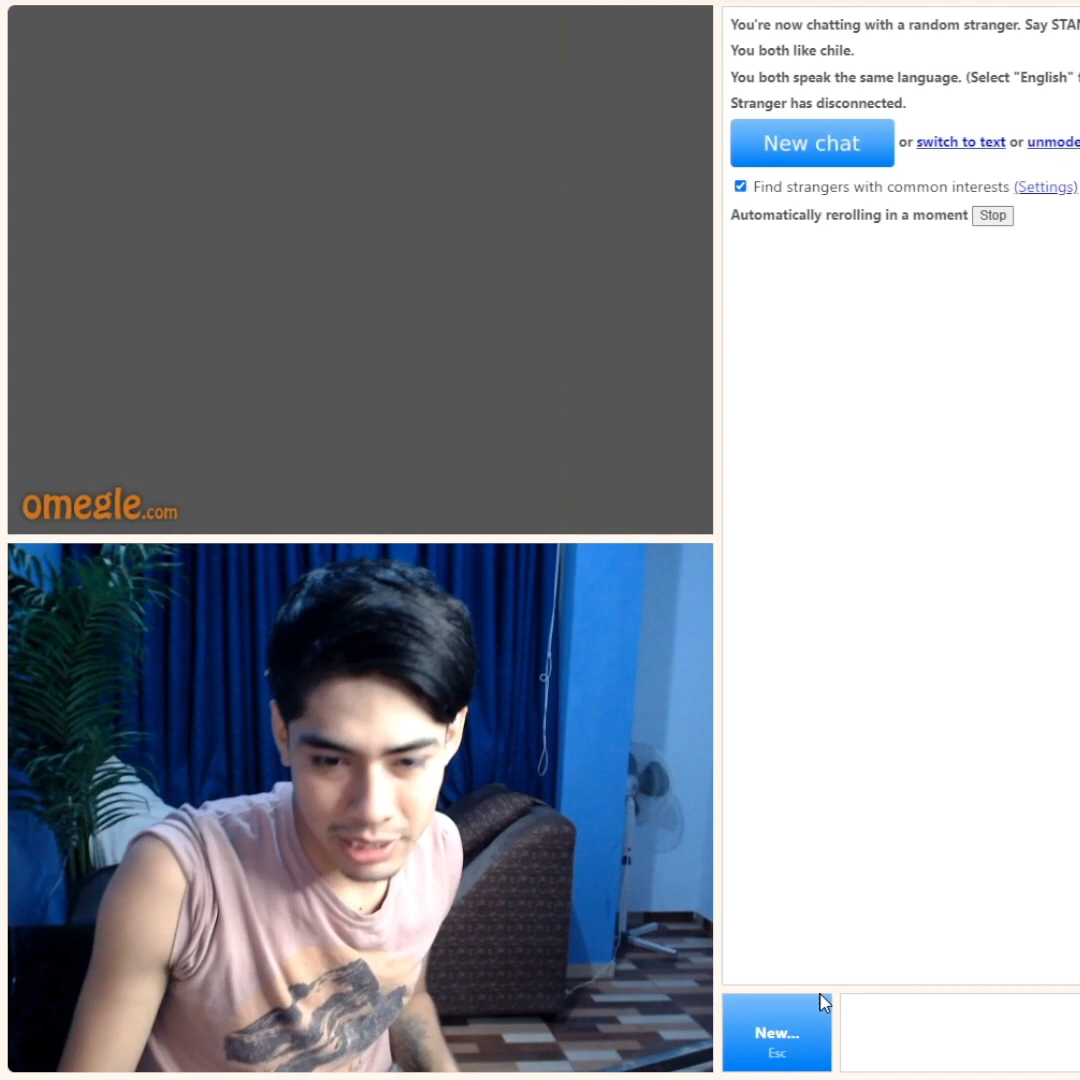 You're now chatting with a random stranger. Say
You both like chile.
You both speak the same language. (Select "English"
Stranger has disconnected.
New chat or switch to text or
Find strangers with common interests (Settings)
Automatically rerolling in a moment Stop
omegle.com
New...
Esc